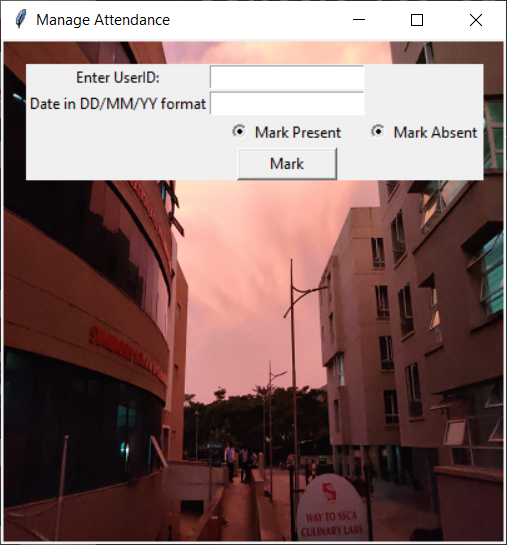 Manage Attendance
Enter UserID:
Date in DD/MM/YY format
Mark Present
Mark Absent
Mark
WAY TO SSCA
CULINARY LABS